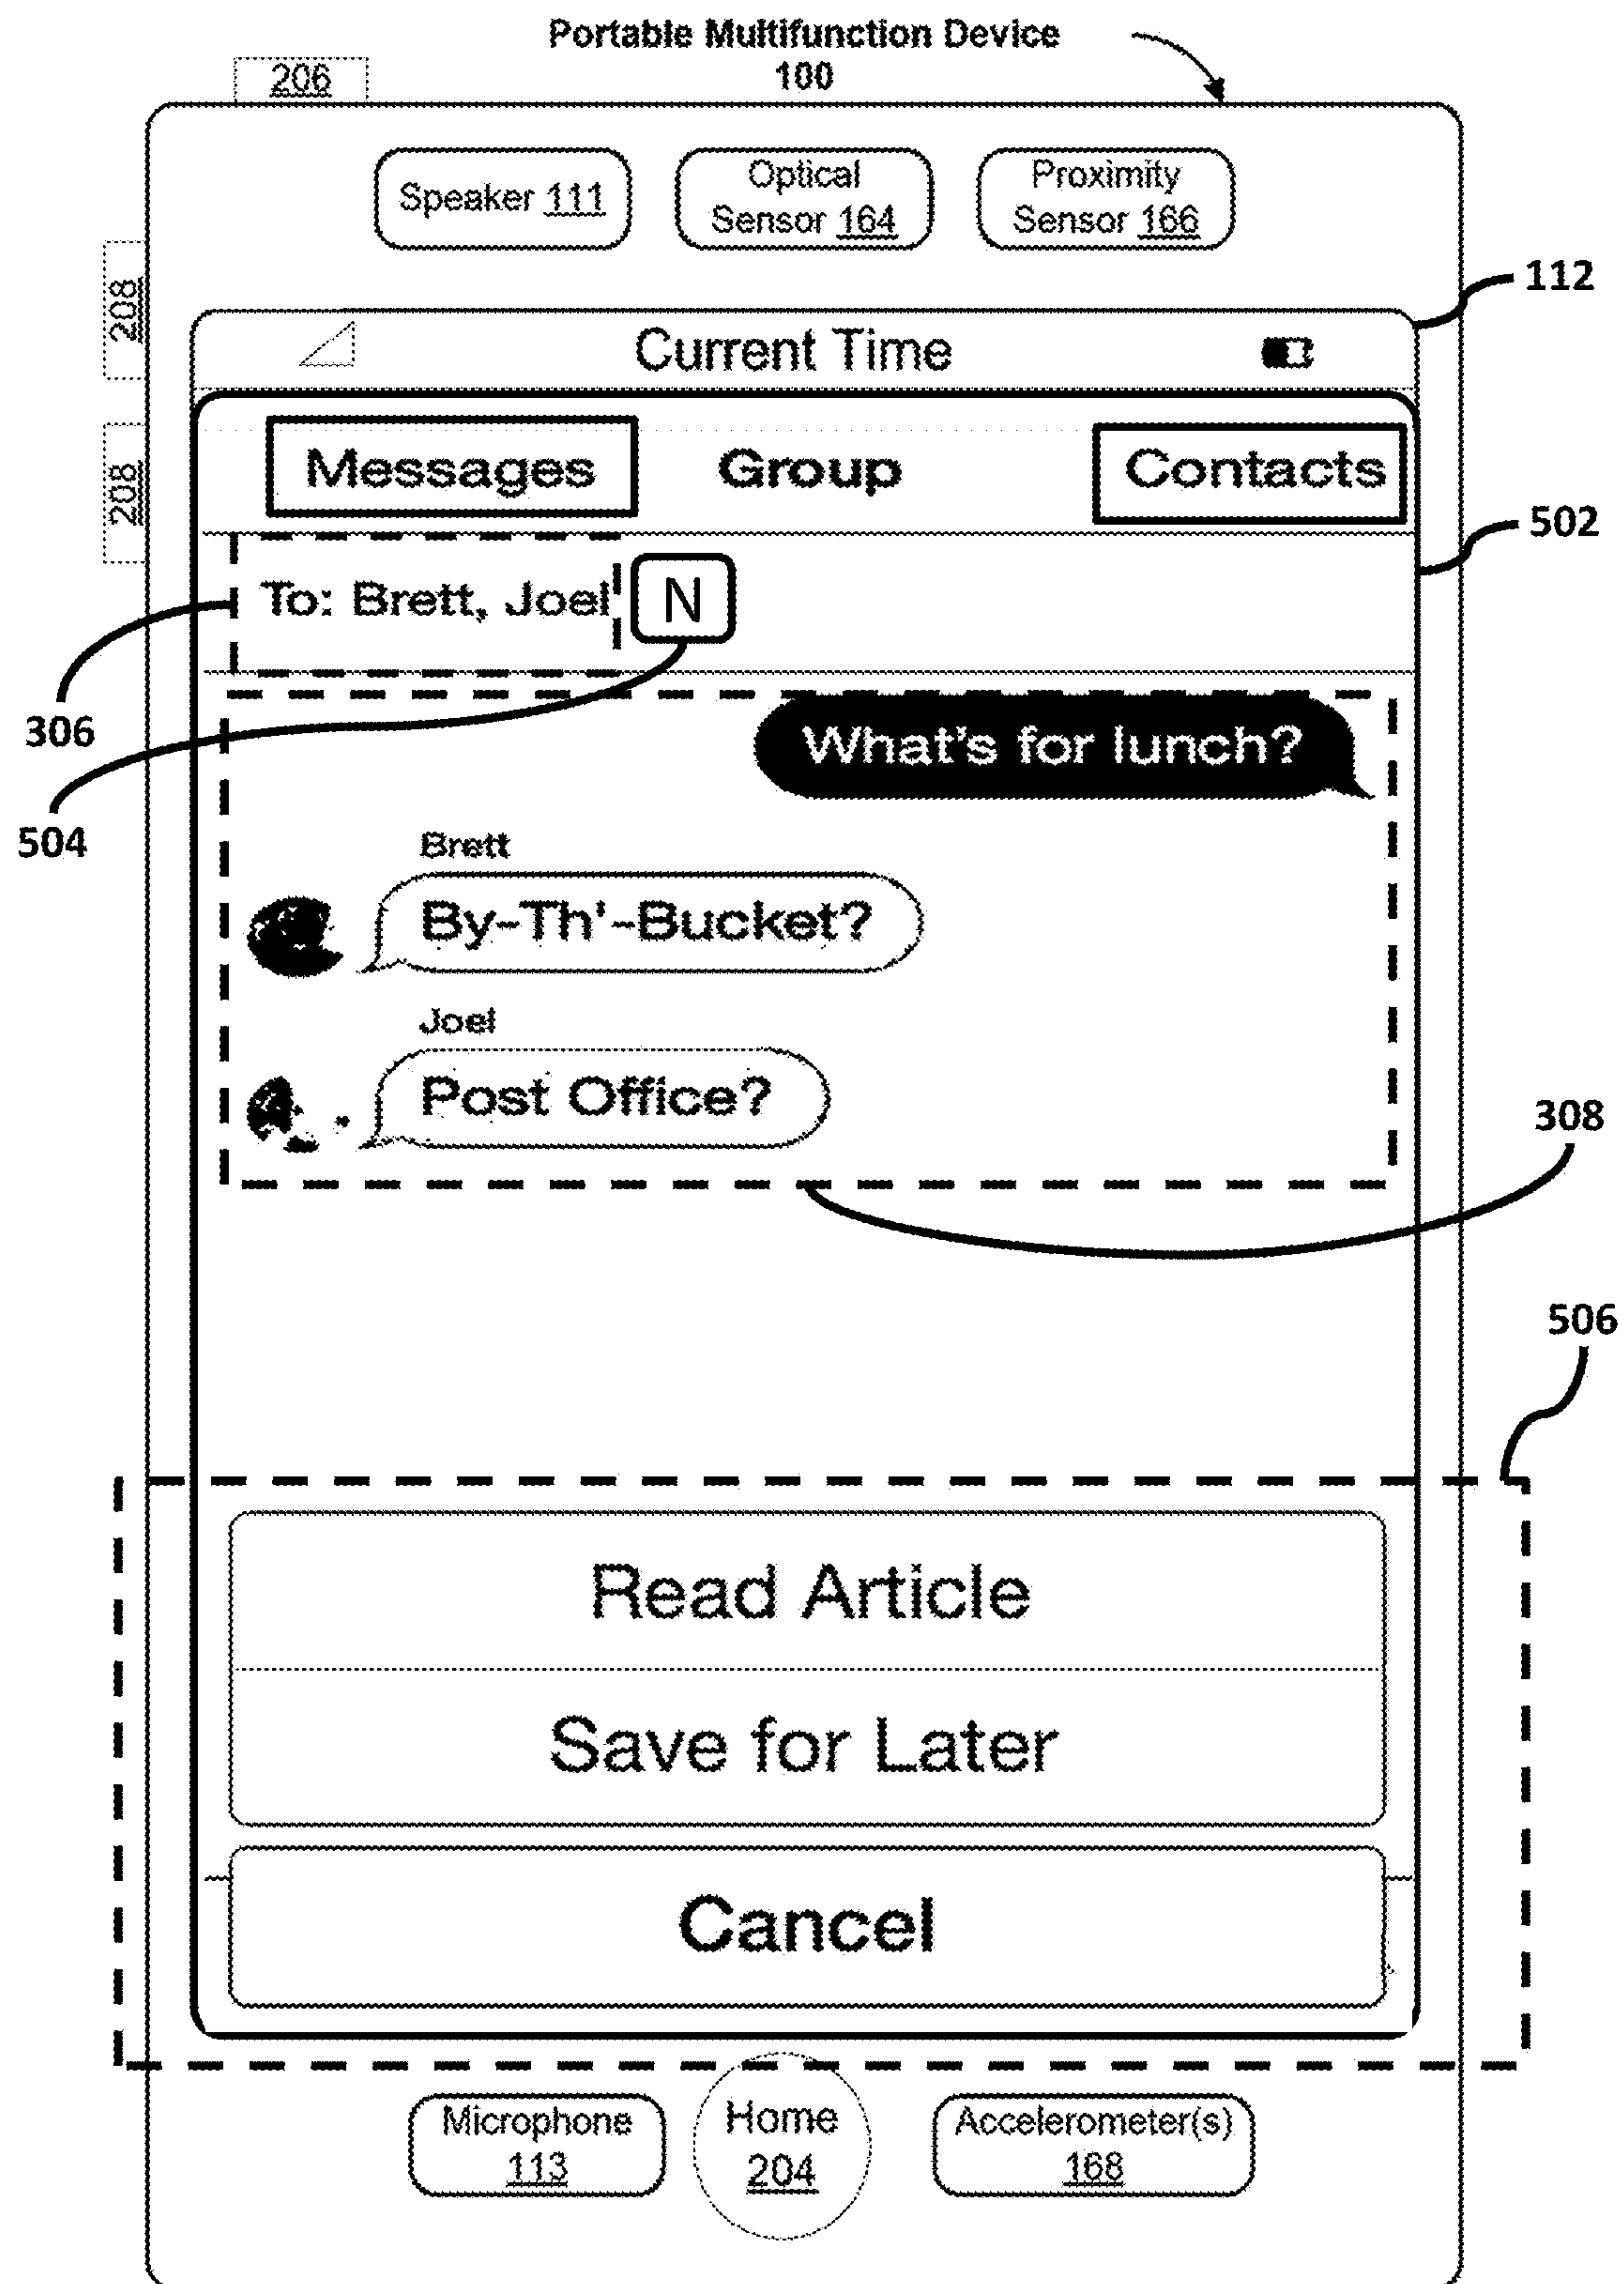 Portable Multifunction Device
100
206
Speaker 111
Optical
Sensor 164
Proximity
Sensor 166
112
208
Current Time
208
Messages
Group
Contacts
502
To: Brett, Joel
N
306
What's for lunch?
504
Brett
By-Th'-Bucket?
Joel
Post Office?
308
506
Read Article
Save for Later
Cancel
Microphone
113
Home
204
Accelerometer(s)
168